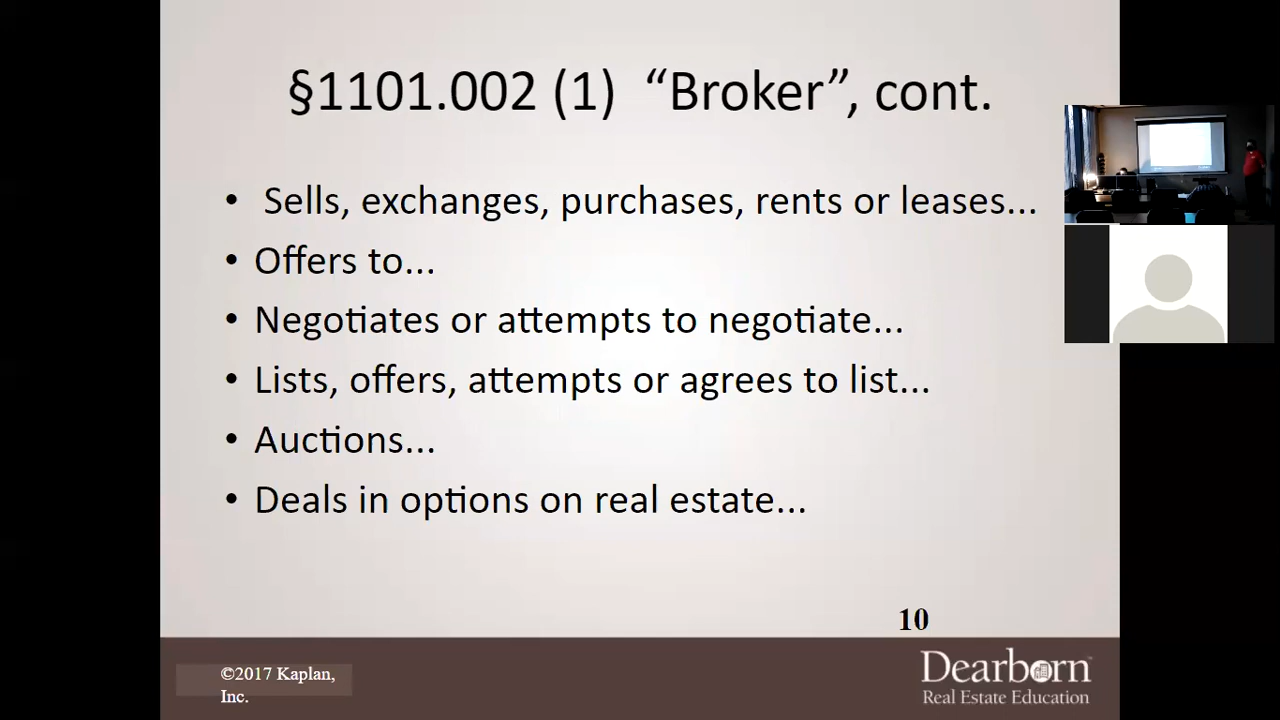 §1101.002 (1) “Broker”, cont.
• Sells, exchanges, purchases, rents or leases...
• Offers to...
• Negotiates or attempts to negotiate...
• Lists, offers, attempts or agrees to list...
• Auctions...
• Deals in options on real estate...
10
©2017 Kaplan,
Inc.
Dearborn
Real Estate Education